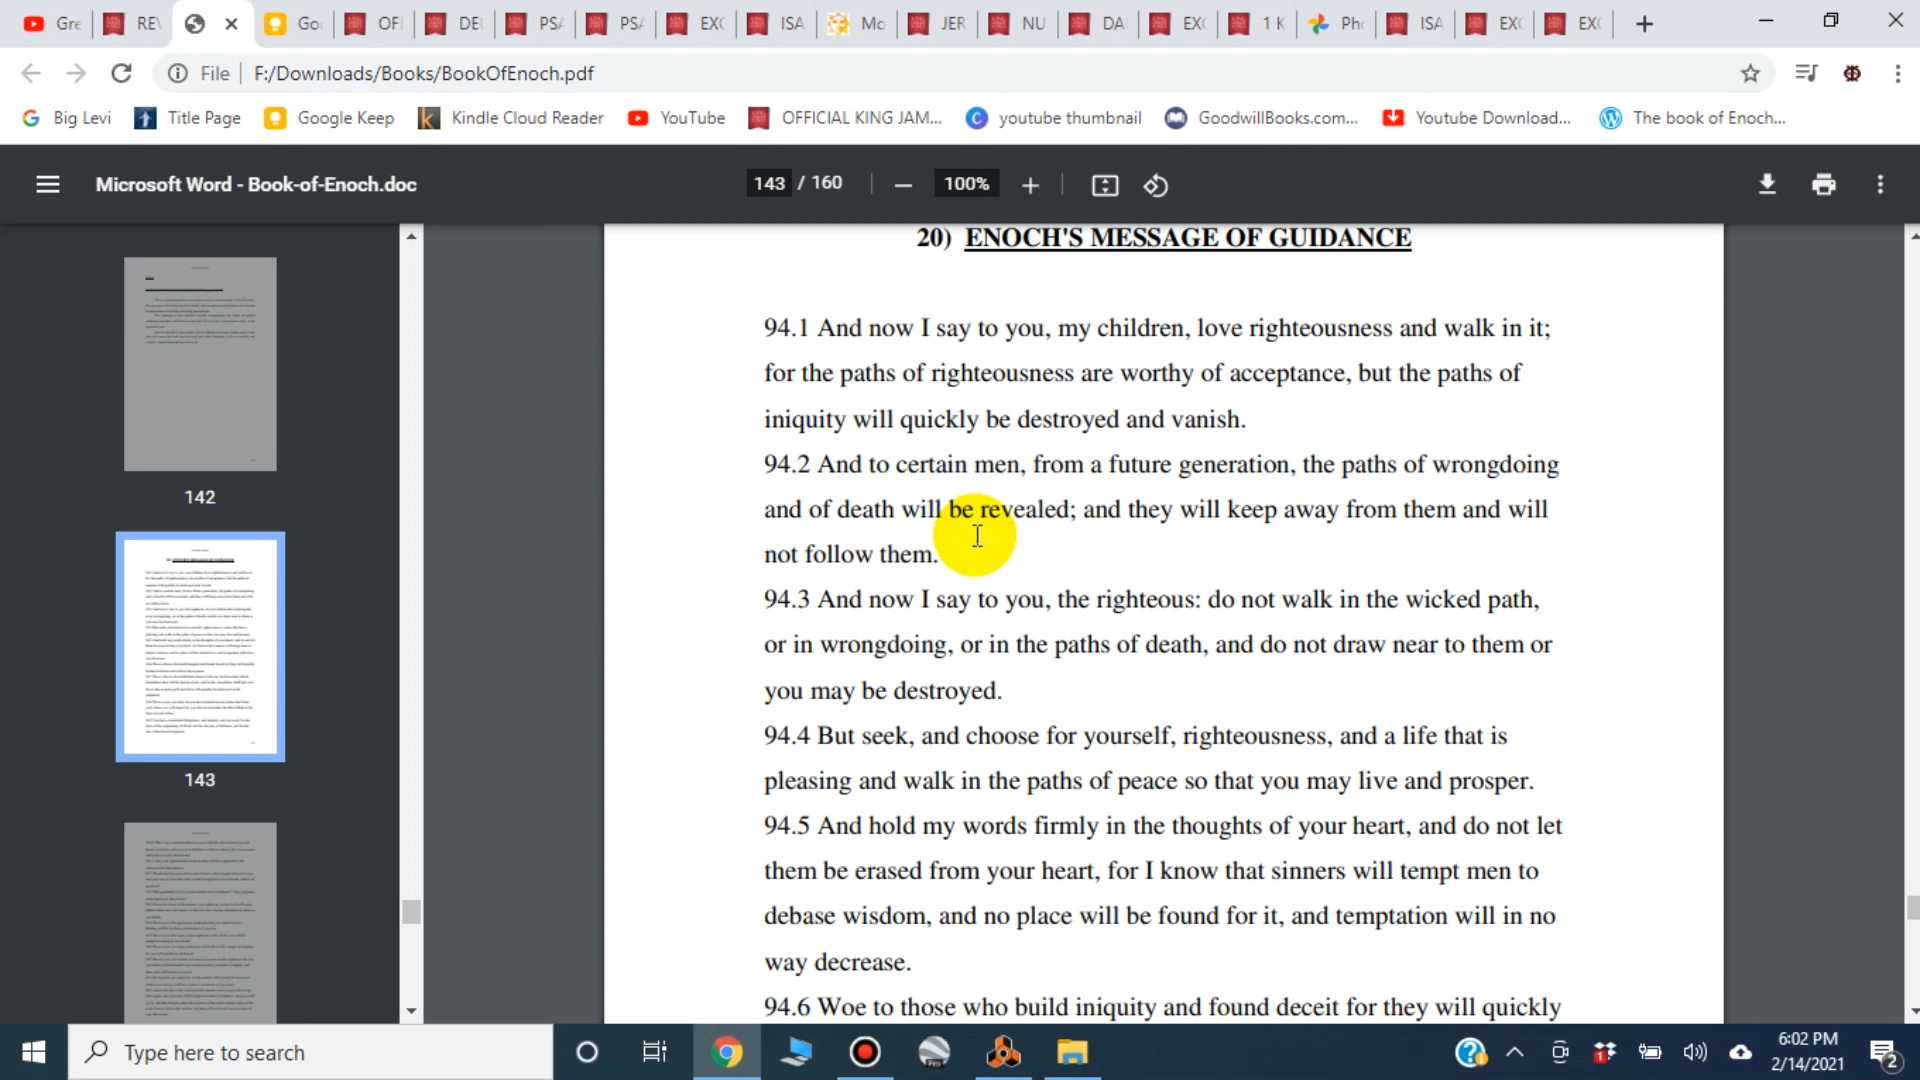 Gre
REV
Goo
OFF
DEU
PSA
PSA
EXO
ISA
Mo
JER
NU
DA
EXO
1 K
Pho
ISA
EXO
EXO
File
F:/Downloads/Books/BookOfEnoch.pdf
Big Levi
Title Page
Google Keep
Kindle Cloud Reader
YouTube
OFFICIAL KING JAM...
youtube thumbnail
GoodwillBooks.com...
Youtube Download...
The book of Enoch...
Microsoft Word - Book-of-Enoch.doc
143 / 160
100%
142
143
20) ENOCH'S MESSAGE OF GUIDANCE
94.1 And now I say to you, my children, love righteousness and walk in it;
for the paths of righteousness are worthy of acceptance, but the paths of
iniquity will quickly be destroyed and vanish.
94.2 And to certain men, from a future generation, the paths of wrongdoing
and of death will be revealed; and they will keep away from them and will
not follow them.
94.3 And now I say to you, the righteous: do not walk in the wicked path,
or in wrongdoing, or in the paths of death, and do not draw near to them or
you may be destroyed.
94.4 But seek, and choose for yourself, righteousness, and a life that is
pleasing and walk in the paths of peace so that you may live and prosper.
94.5 And hold my words firmly in the thoughts of your heart, and do not let
them be erased from your heart, for I know that sinners will tempt men to
debase wisdom, and no place will be found for it, and temptation will in no
way decrease.
94.6 Woe to those who build iniquity and found deceit for they will quickly
Type here to search
6:02 PM
2/14/2021
2